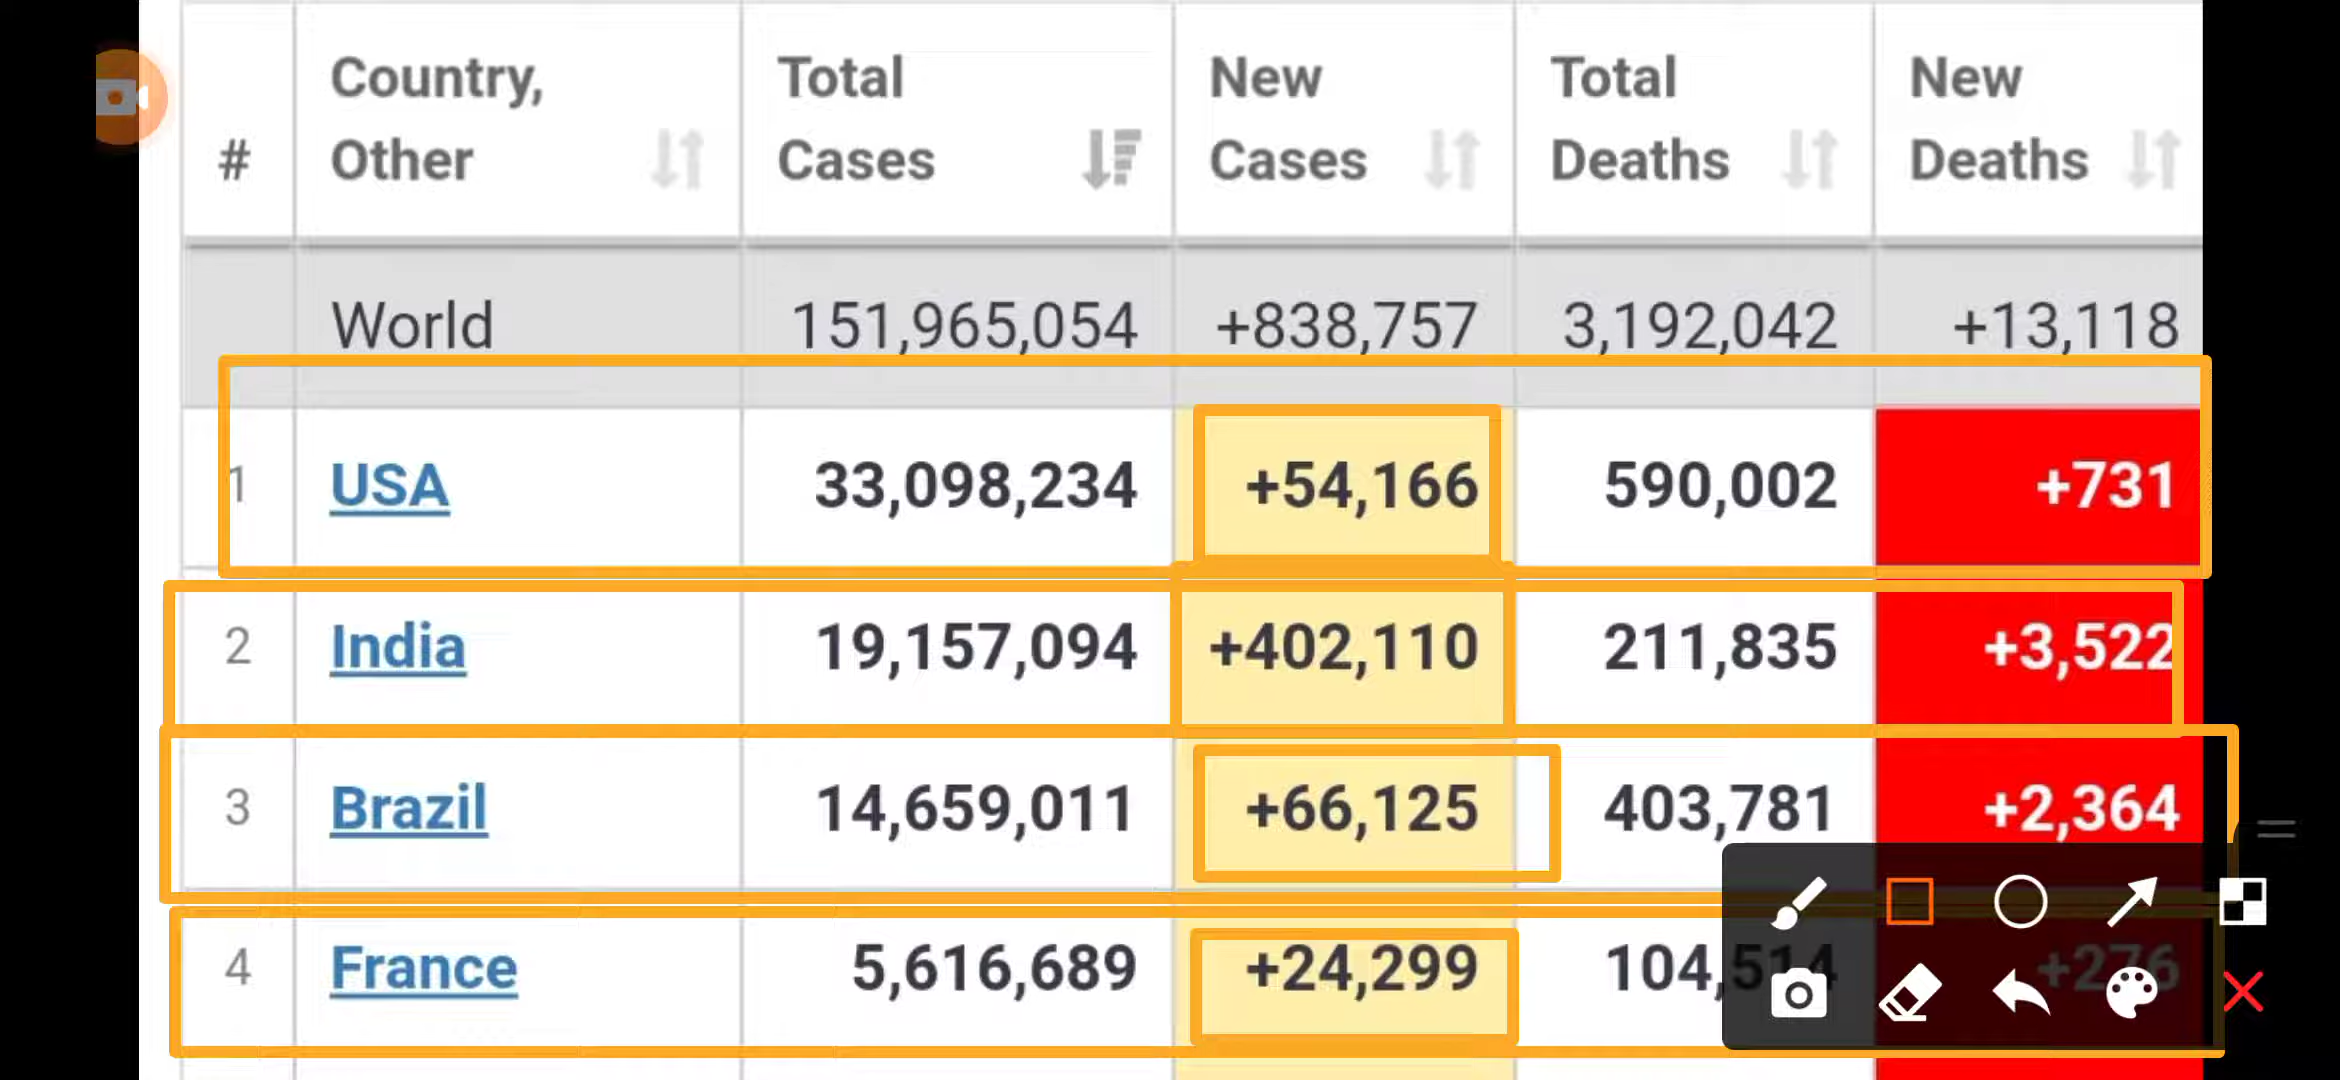 # Country, Other Total Cases New Cases Total Deaths New Deaths
World 151,965,054 +838,757 3,192,042 +13,118
1 USA 33,098,234 +54,166 590,002 +731
2 India 19,157,094 +402,110 211,835 +3,522
3 Brazil 14,659,011 +66,125 403,781 +2,364
4 France 5,616,689 +24,299 104,514 +276